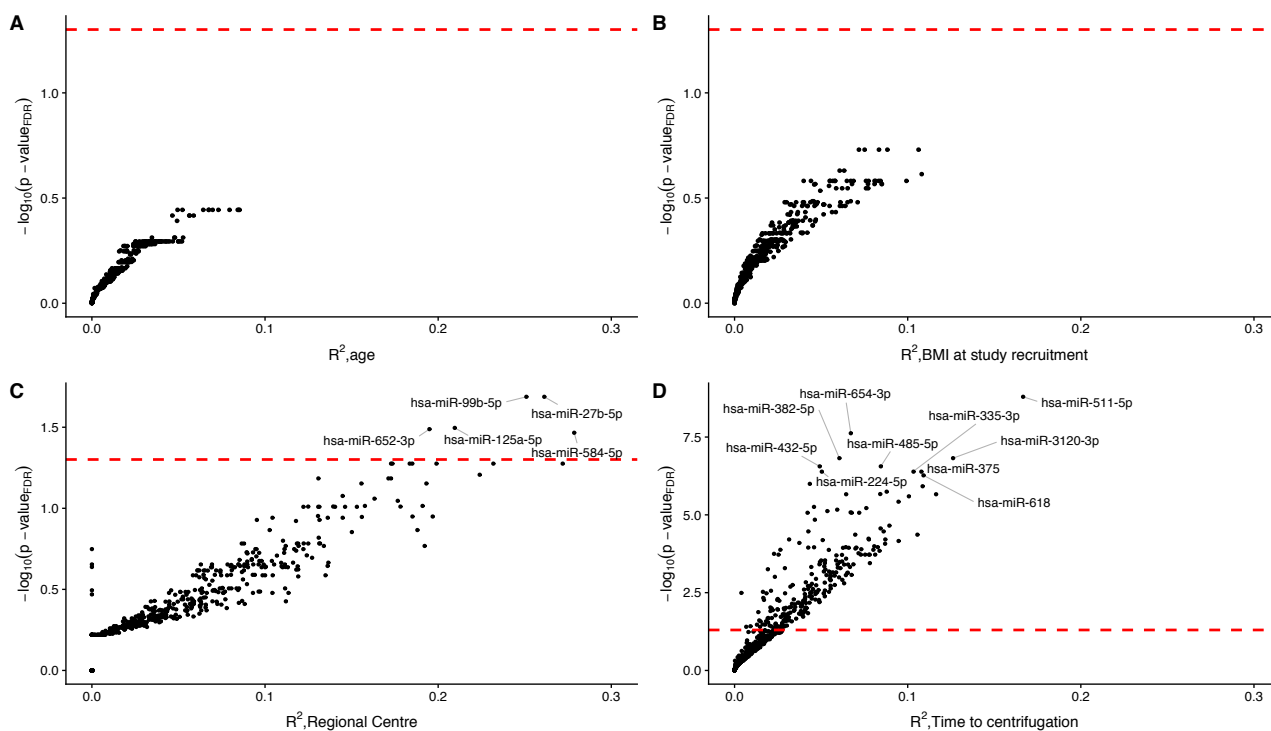 A
B
− log10(p − valueFDR)
1.0
0.5
0.0
0.0
0.1
0.2
0.3
R2,age
− log10(p − valueFDR)
1.0
0.5
0.0
0.0
0.1
0.2
0.3
R2,BMI at study recruitment
C
D
− log10(p − valueFDR)
1.5
1.0
0.5
0.0
hsa-miR-99b-5p
hsa-miR-27b-5p
hsa-miR-652-3p
hsa-miR-125a-5p
hsa-miR-584-5p
0.0
0.1
0.2
0.3
R2,Regional Centre
− log10(p − valueFDR)
7.5
5.0
2.5
0.0
hsa-miR-654-3p
hsa-miR-511-5p
hsa-miR-382-5p
hsa-miR-335-3p
hsa-miR-432-5p
hsa-miR-485-5p
hsa-miR-3120-3p
hsa-miR-375
hsa-miR-224-5p
hsa-miR-618
0.0
0.1
0.2
0.3
R2,Time to centrifugation